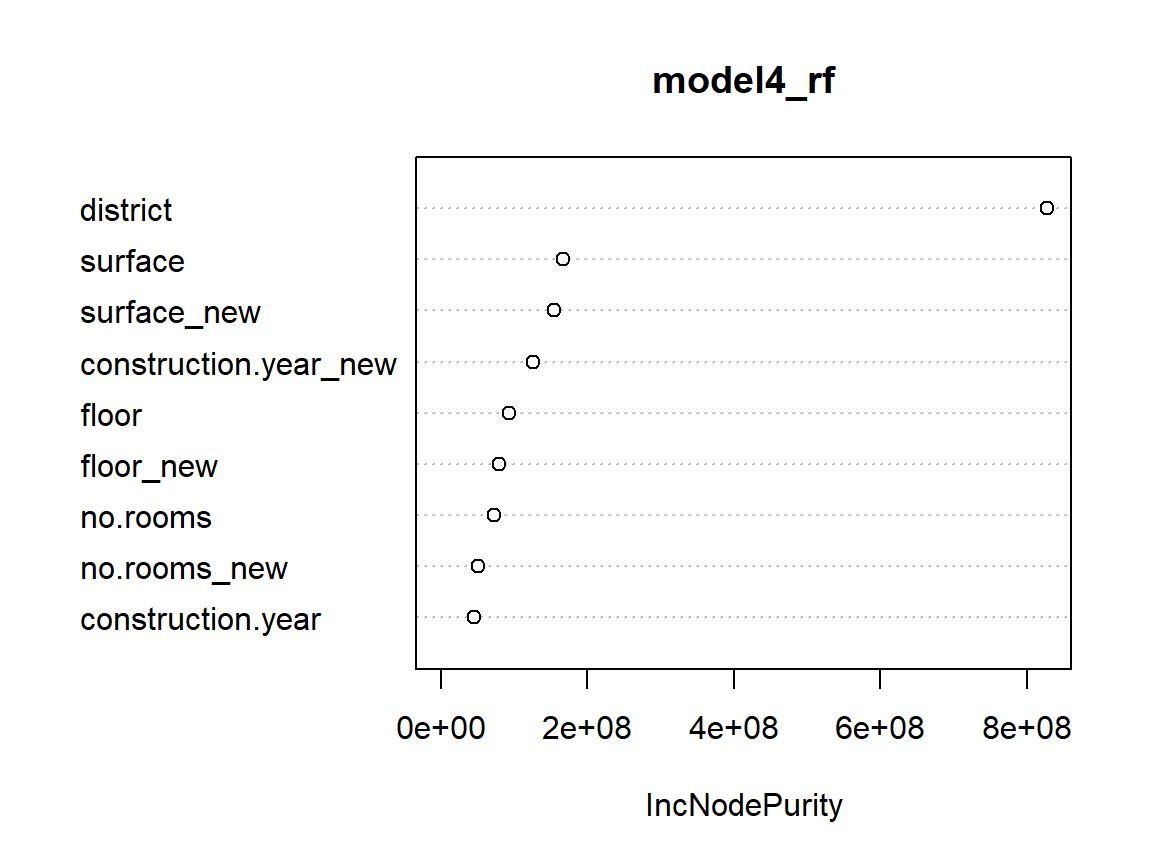 model4_rf
district
surface
surface_new
construction.year_new
floor
floor_new
no.rooms
no.rooms_new
construction.year
0e+00 2e+08 4e+08 6e+08 8e+08
IncNodePurity